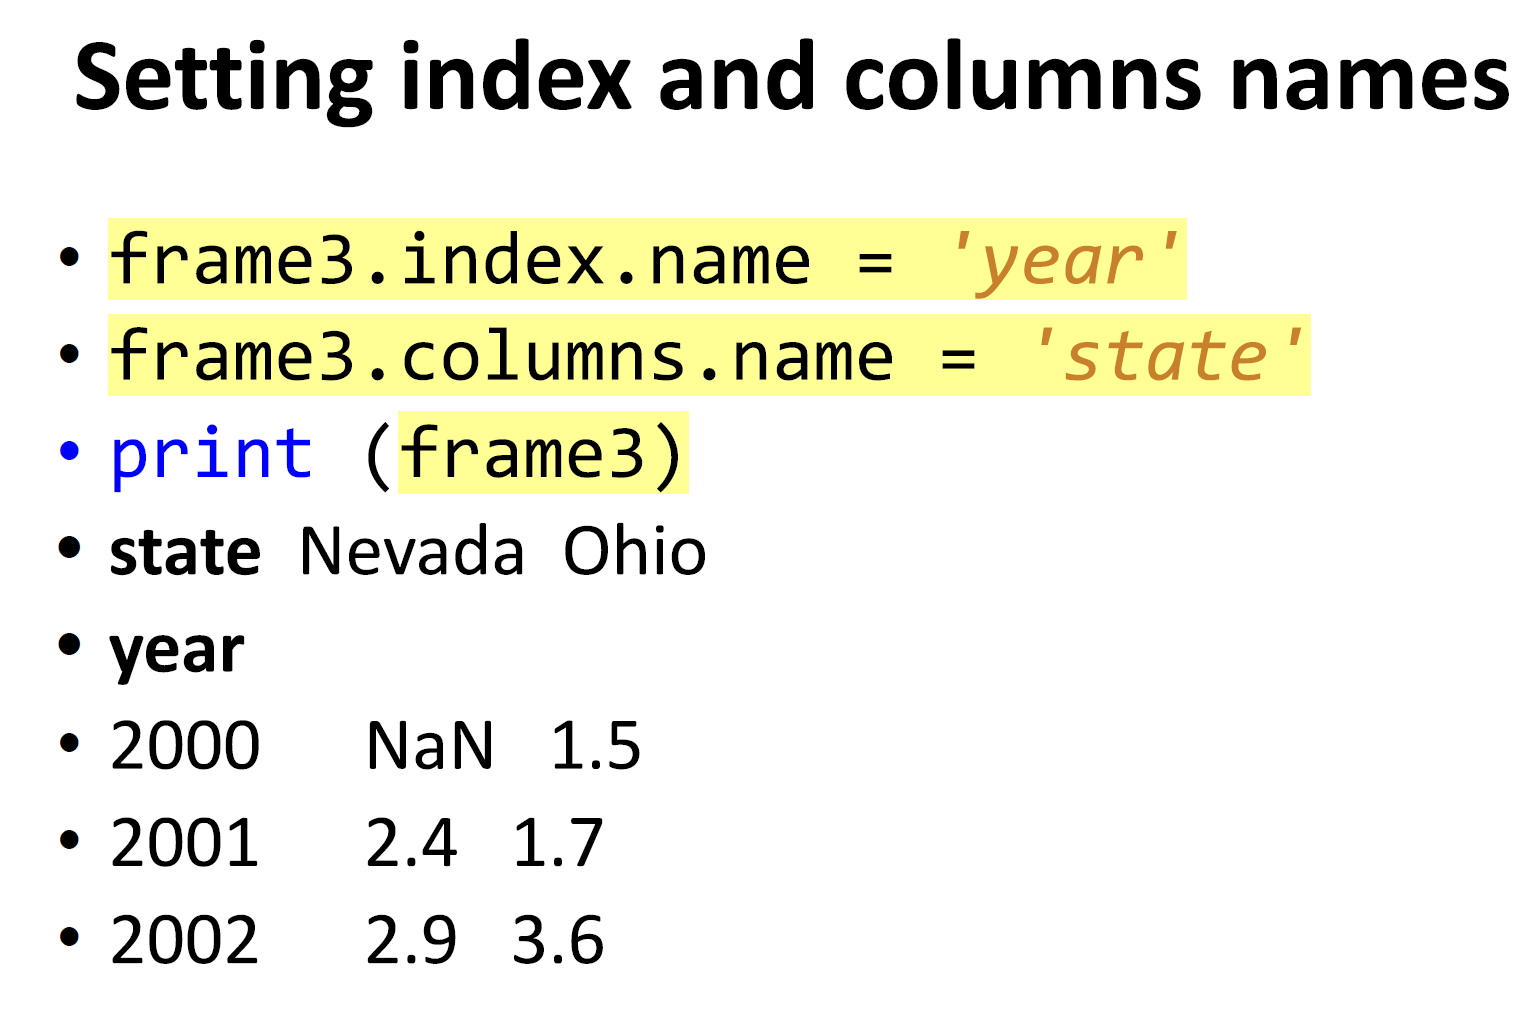 Setting index and columns names
• frame3.index.name = 'year'
• frame3.columns.name = 'state'
• print (frame3)
• state Nevada Ohio
• year
• 2000 NaN 1.5
• 2001 2.4 1.7
• 2002 2.9 3.6